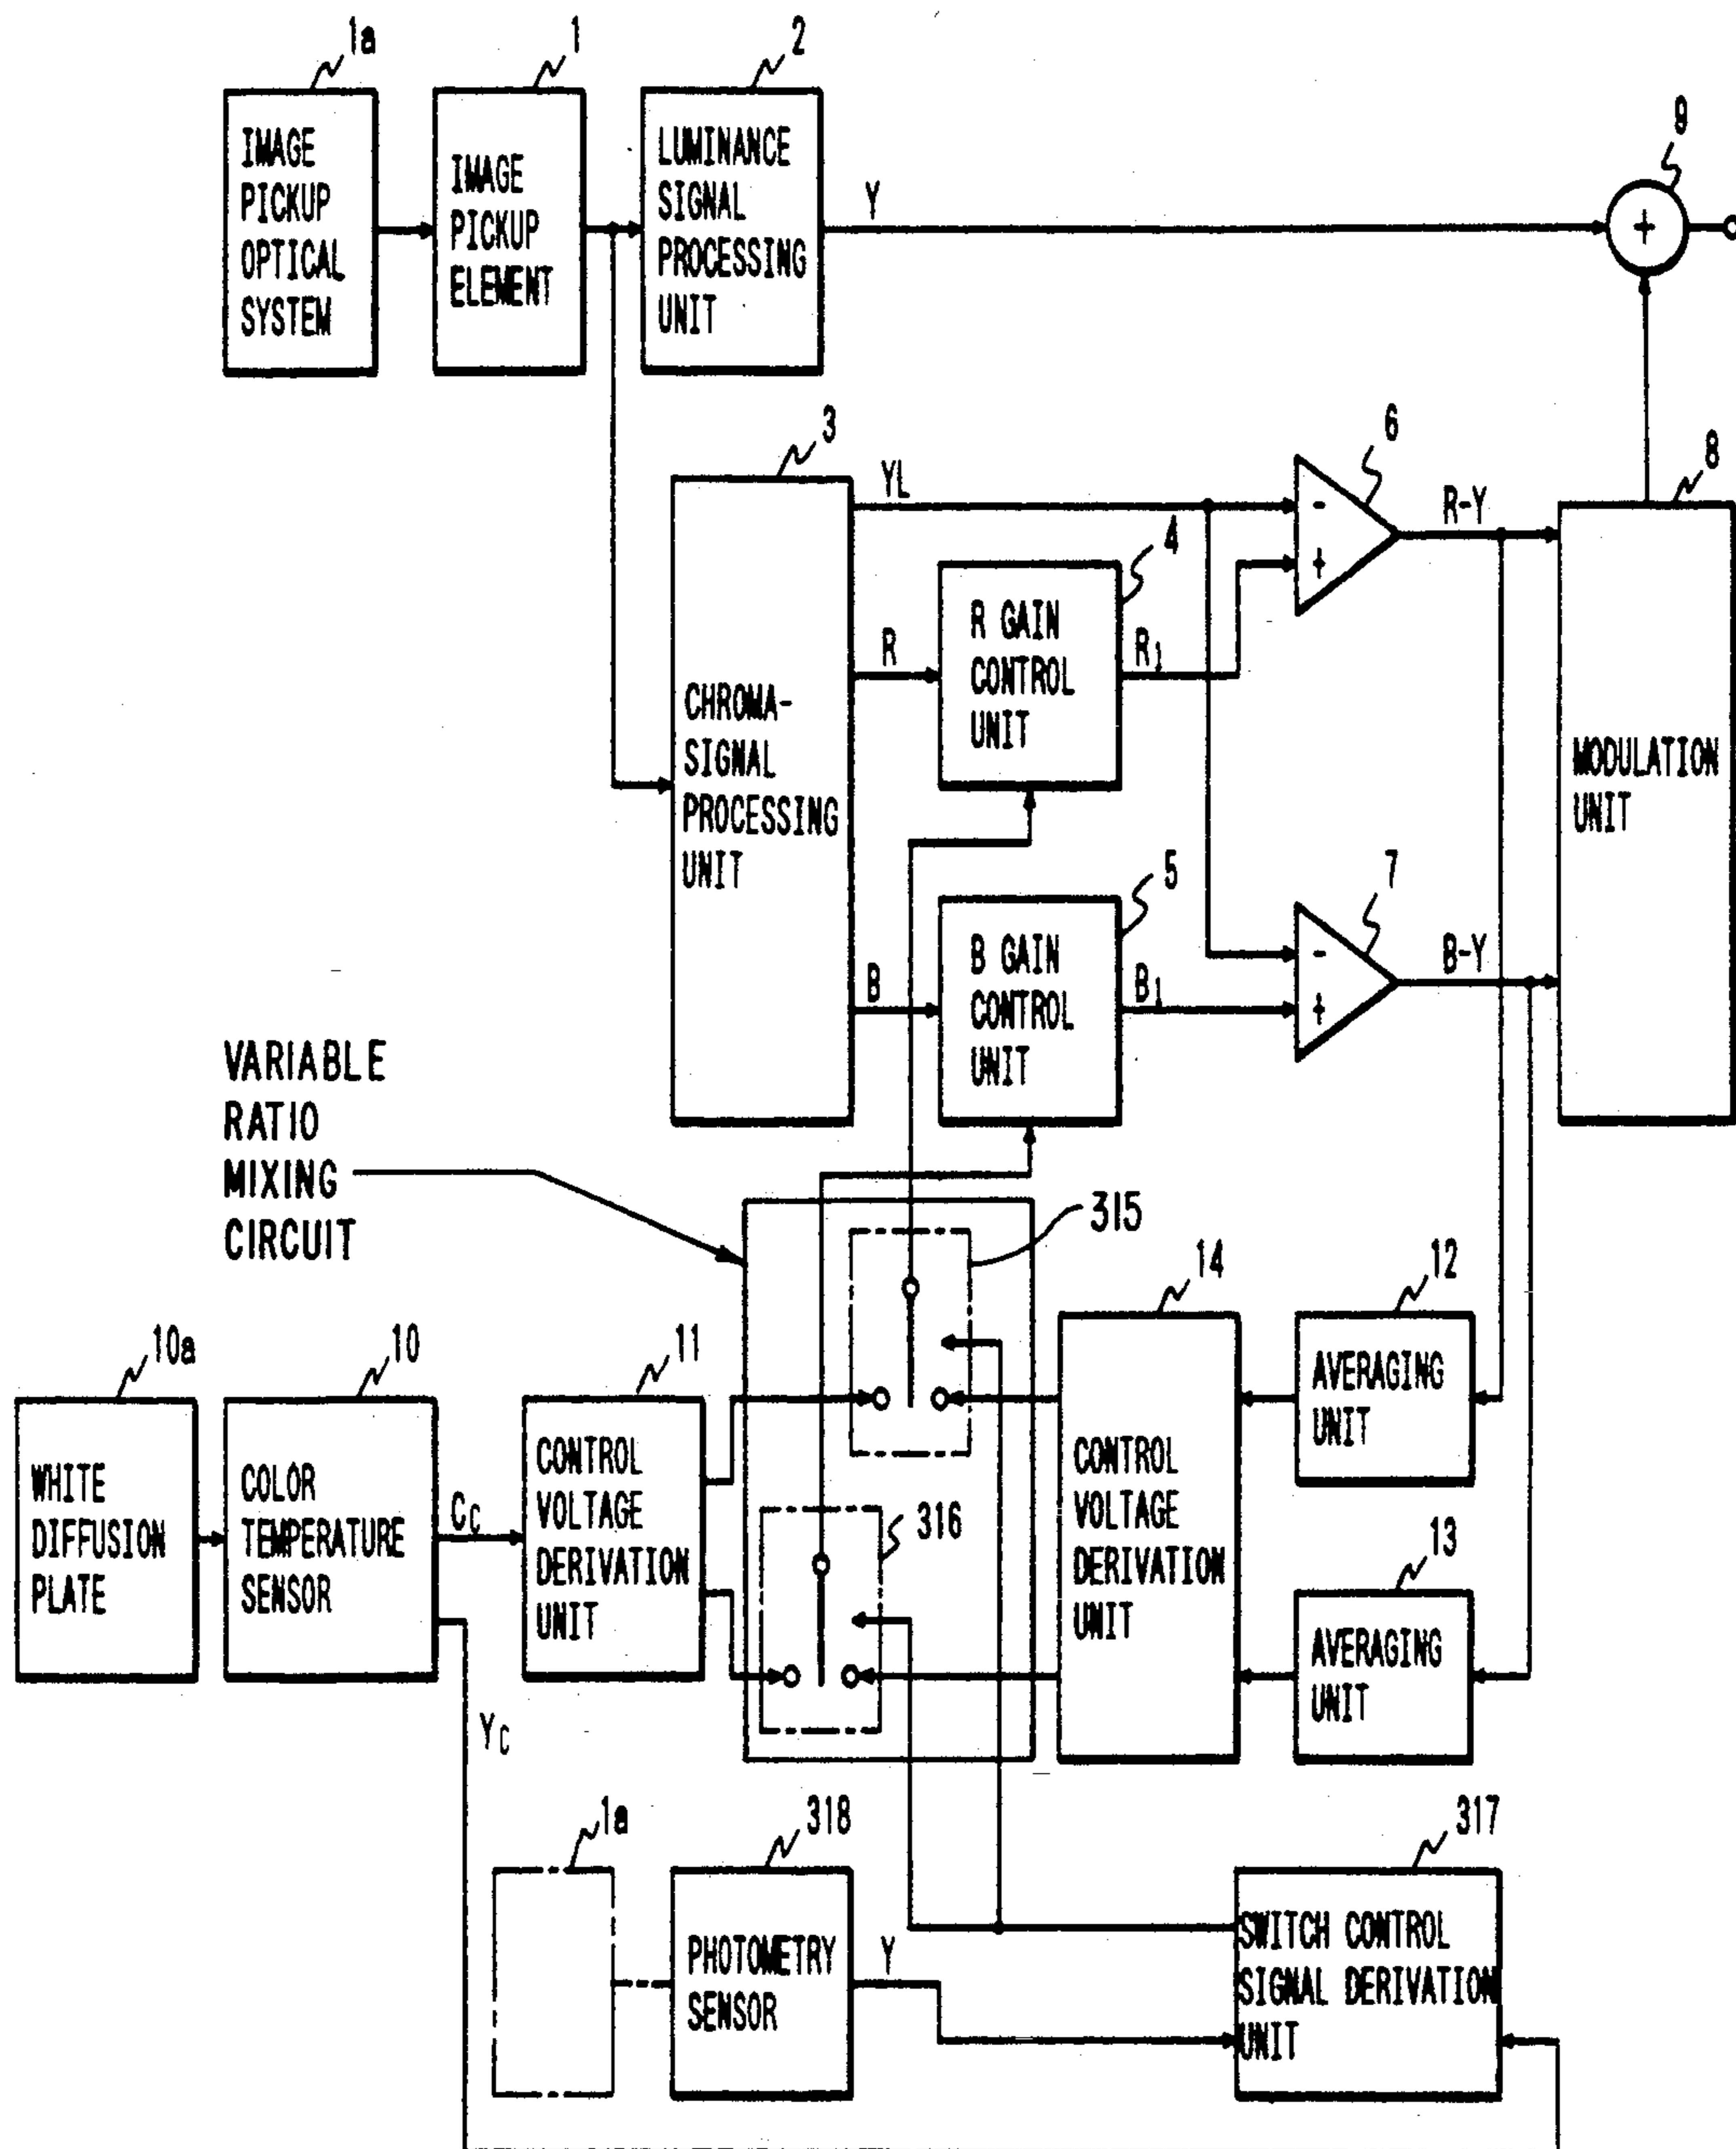 1a
1
2
9
IMAGE
PICKUP
OPTICAL
SYSTEM
IMAGE
PICKUP
ELEMENT
LUMINANCE
SIGNAL
PROCESSING
UNIT
Y
+
3
YL
6
R-Y
8
-
+
4
R GAIN
CONTROL
UNIT
R
R1
CHROMA-
SIGNAL
PROCESSING
UNIT
MODULATION
UNIT
5
7
B GAIN
CONTROL
UNIT
B
B1
-
+
B-Y
VARIABLE
RATIO
MIXING
CIRCUIT
315
14
12
10a
10
11
AVERAGING
UNIT
WHITE
DIFFUSION
PLATE
COLOR
TEMPERATURE
SENSOR
Cc
CONTROL
VOLTAGE
DERIVATION
UNIT
316
CONTROL
VOLTAGE
DERIVATION
UNIT
13
AVERAGING
UNIT
Yc
1a
318
317
PHOTOMETRY
SENSOR
Y
SWITCH CONTROL
SIGNAL DERIVATION
UNIT